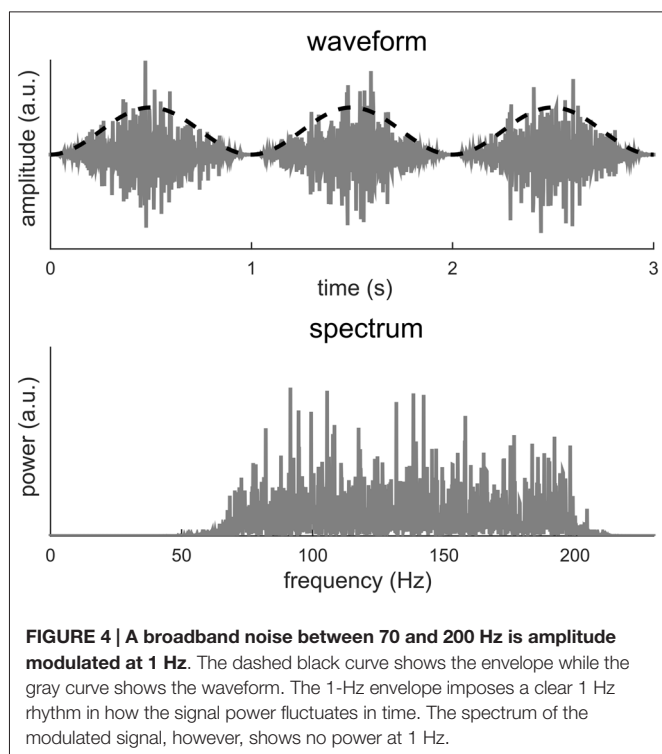 waveform
amplitude (a.u.)
0 1 2 3
time (s)
spectrum
power (a.u.)
0 50 100 150 200
frequency (Hz)
FIGURE 4 | A broadband noise between 70 and 200 Hz is amplitude
modulated at 1 Hz. The dashed black curve shows the envelope while the
gray curve shows the waveform. The 1-Hz envelope imposes a clear 1 Hz
rhythm in how the signal power fluctuates in time. The spectrum of the
modulated signal, however, shows no power at 1 Hz.